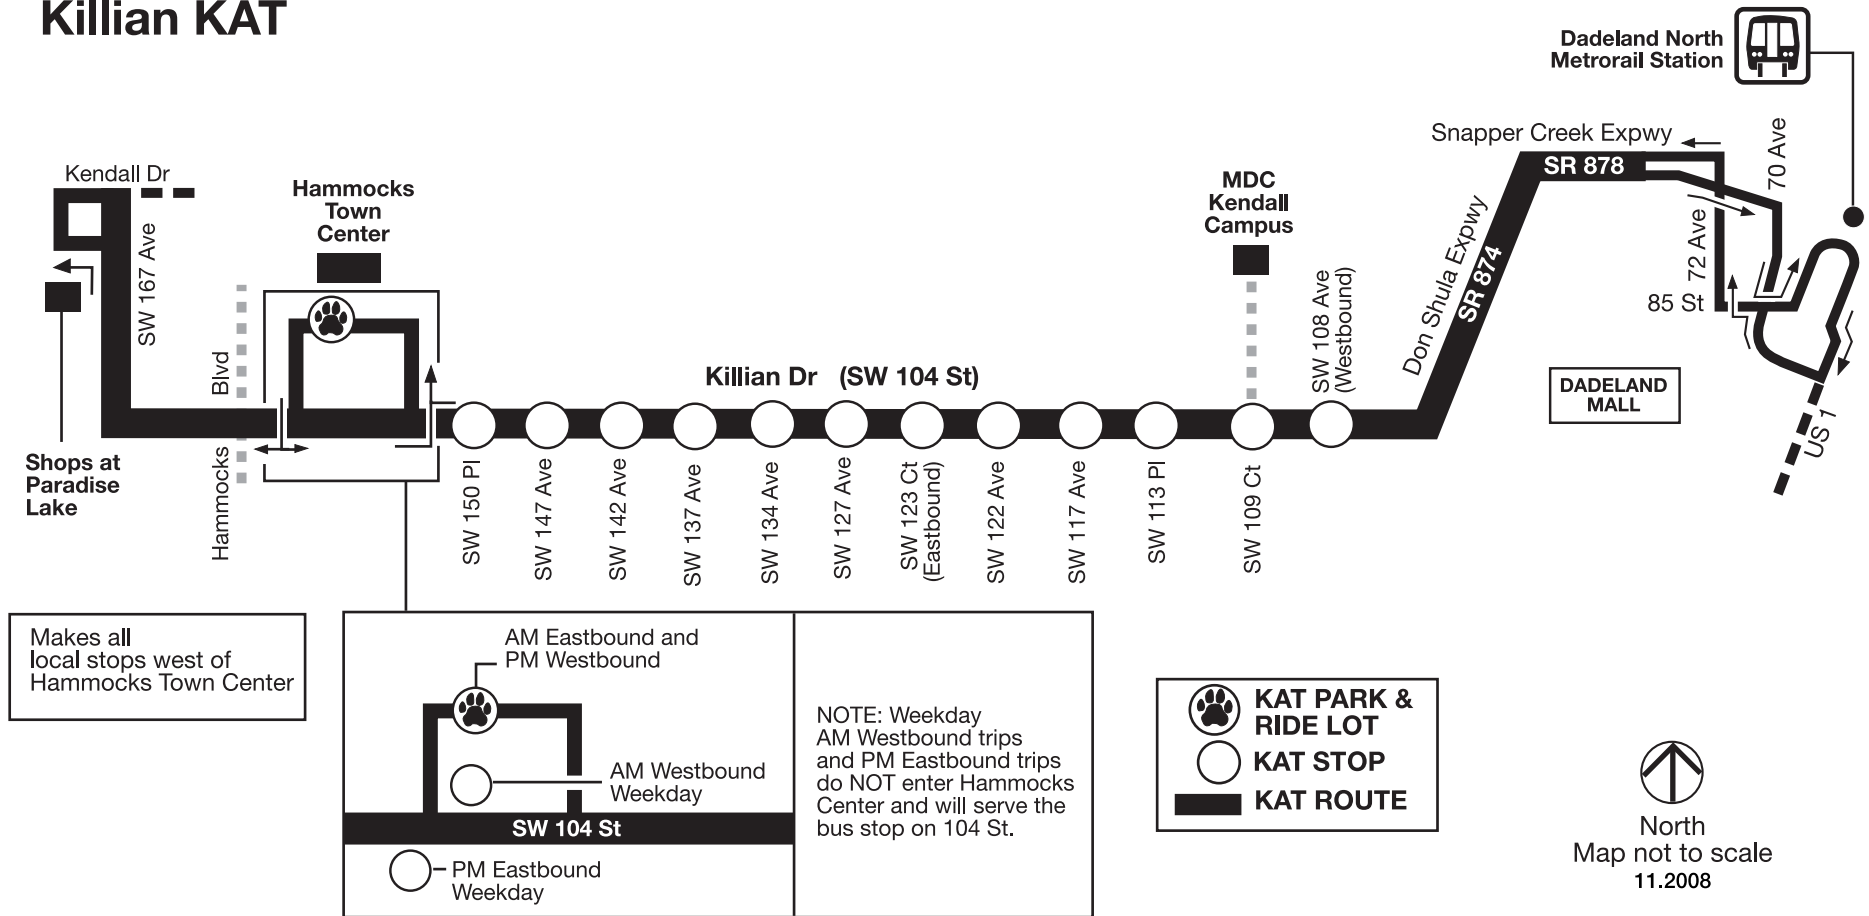 Killian KAT
Dadeland North
Metrorail Station
Snapper Creek Expwy
SR 878
70 Ave
72 Ave
85 St
Don Shula Expwy
SR 874
DADELAND
MALL
US 1
Kendall Dr
SW 167 Ave
Shops at
Paradise
Lake
Hammocks
Town
Center
Hammocks Blvd
MDC
Kendall
Campus
Killian Dr (SW 104 St)
SW 150 Pl
SW 147 Ave
SW 142 Ave
SW 137 Ave
SW 134 Ave
SW 127 Ave
SW 123 Ct
(Eastbound)
SW 122 Ave
SW 117 Ave
SW 113 Pl
SW 109 Ct
SW 108 Ave
(Westbound)
Makes all
local stops west of
Hammocks Town Center
AM Eastbound and
PM Westbound
AM Westbound
Weekday
SW 104 St
PM Eastbound
Weekday
NOTE: Weekday
AM Westbound trips
and PM Eastbound trips
do NOT enter Hammocks
Center and will serve the
bus stop on 104 St.
KAT PARK &
RIDE LOT
KAT STOP
KAT ROUTE
North
Map not to scale
11.2008